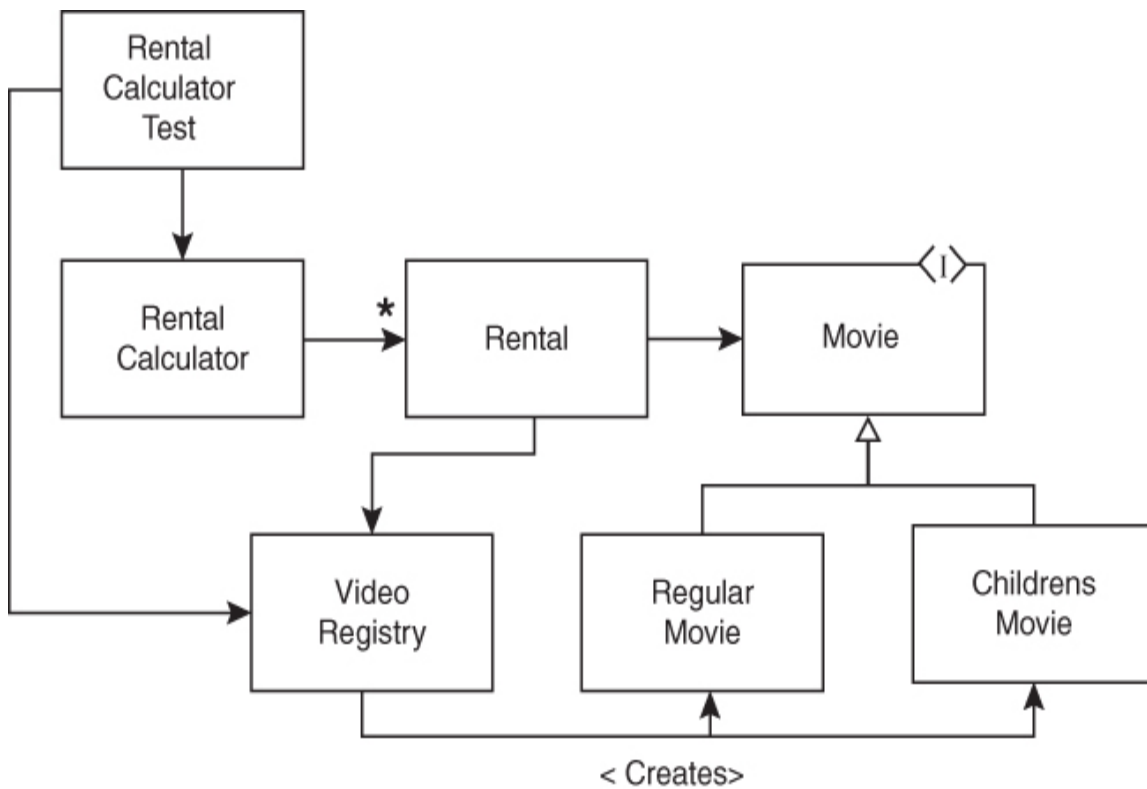 Rental
Calculator
Test
Rental
Calculator
*
Rental
<I>
Movie
Video
Registry
Regular
Movie
Childrens
Movie
< Creates>